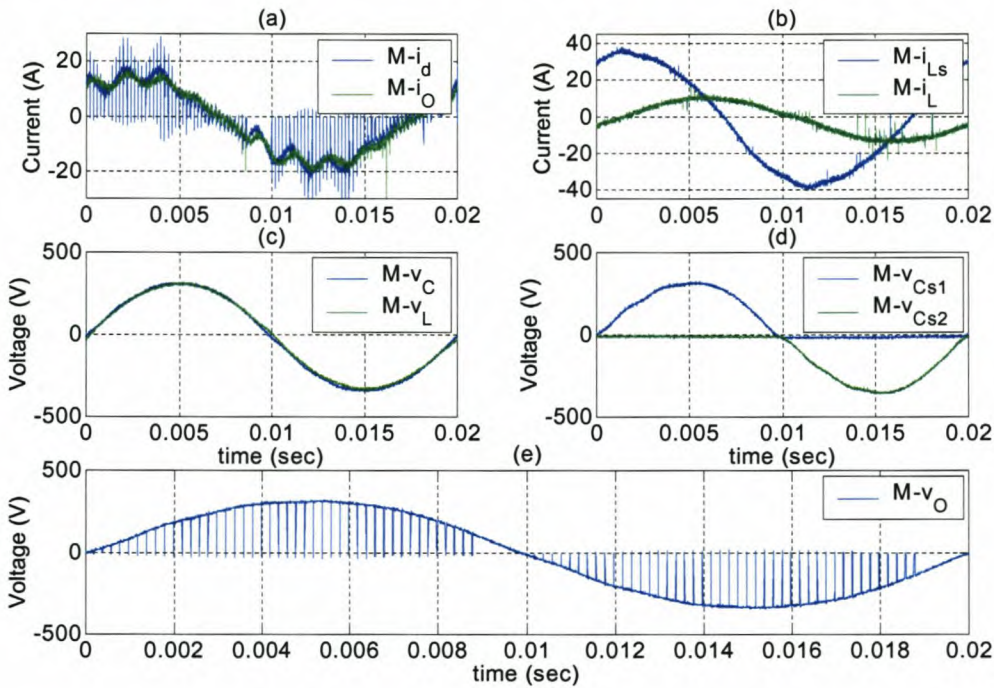 (a) (b)
Current (A)
20
0
-20
M-i_d
M-i_O
0 0.005 0.01 0.015 0.02
Current (A)
40
20
0
-20
-40
M-i_Ls
M-i_L
0 0.005 0.01 0.015 0.02
(c) (d)
Voltage (V)
500
0
-500
M-v_C
M-v_L
0 0.005 0.01 0.015 0.02
time (sec)
Voltage (V)
500
0
-500
M-v_Cs1
M-v_Cs2
0 0.005 0.01 0.015 0.02
time (sec)
(e)
Voltage (V)
500
0
-500
M-v_O
0 0.002 0.004 0.006 0.008 0.01 0.012 0.014 0.016 0.018 0.02
time (sec)